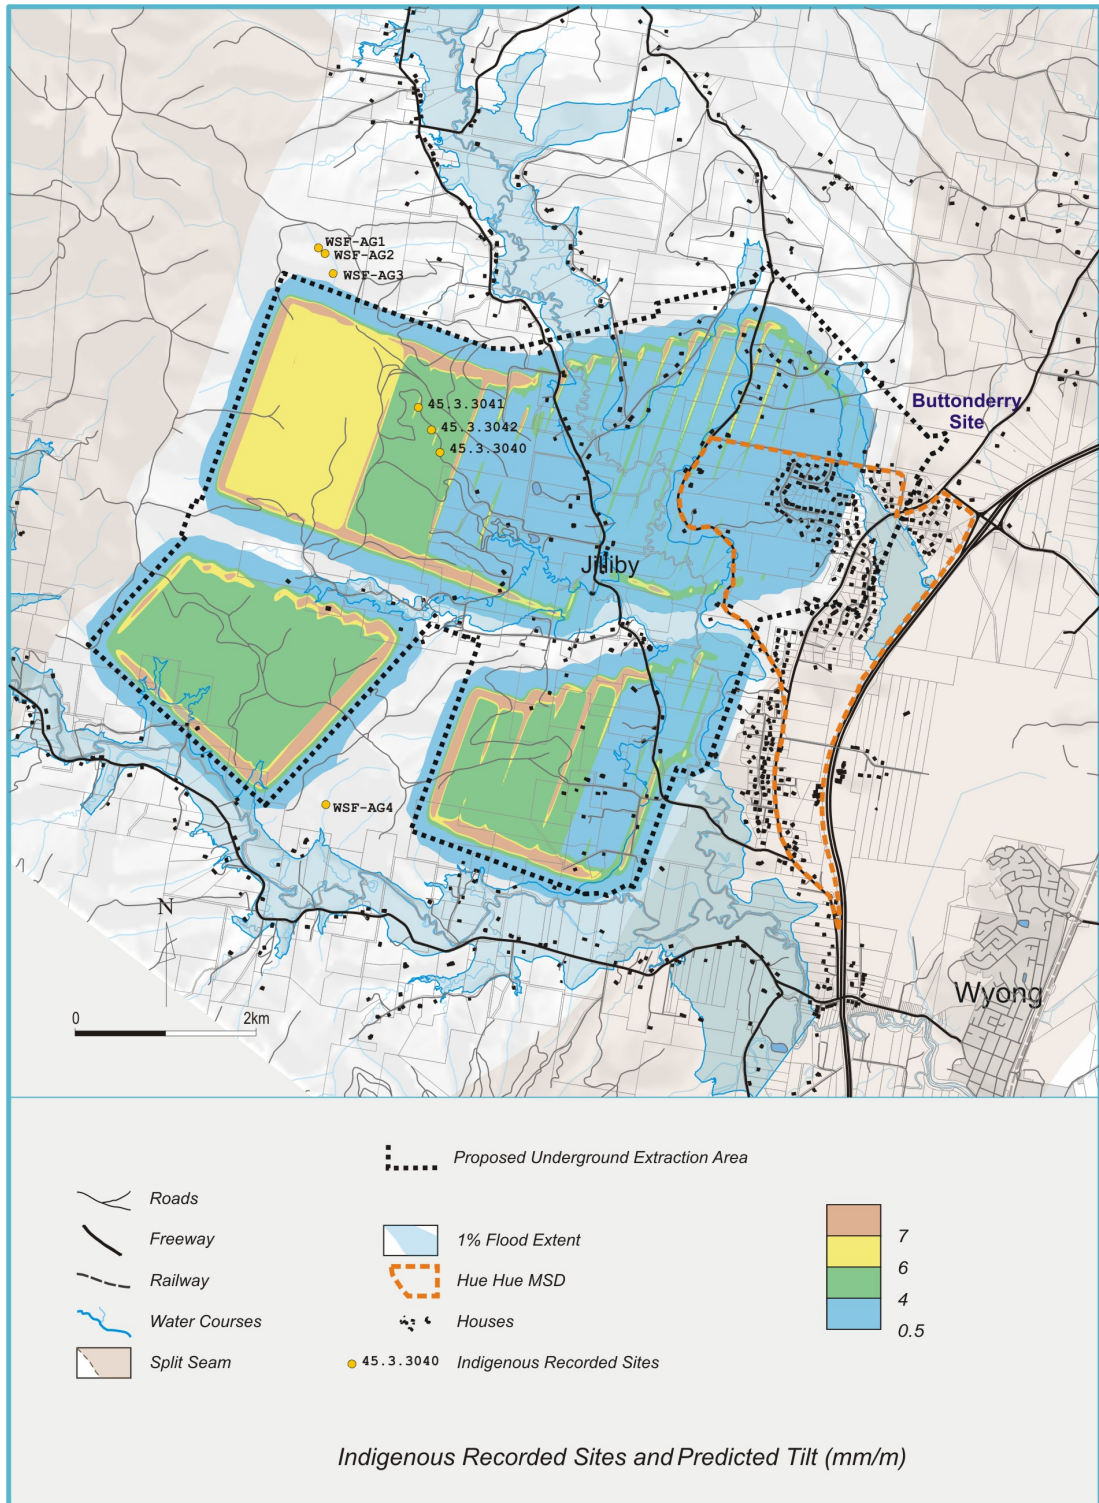 WSF-AG1
WSF-AG2
WSF-AG3
45.3.3041
45.3.3042
45.3.3040
Buttonderry
Site
Jilliby
WSF-AG4
N
Wyong
0 2km
Proposed Underground Extraction Area
Roads
Freeway
Railway
Water Courses
Split Seam
1% Flood Extent
Hue Hue MSD
Houses
45.3.3040 Indigenous Recorded Sites
7
6
4
0.5
Indigenous Recorded Sites and Predicted Tilt (mm/m)